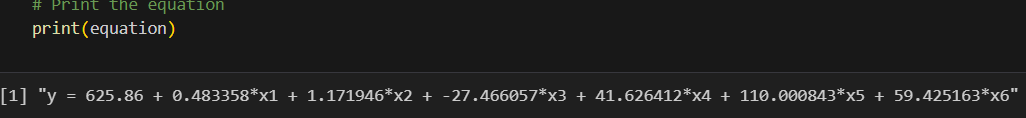 # Print the equation
print(equation)
[1] "y = 625.86 + 0.483358*x1 + 1.171946*x2 + -27.466057*x3 + 41.626412*x4 + 110.000843*x5 + 59.425163*x6"